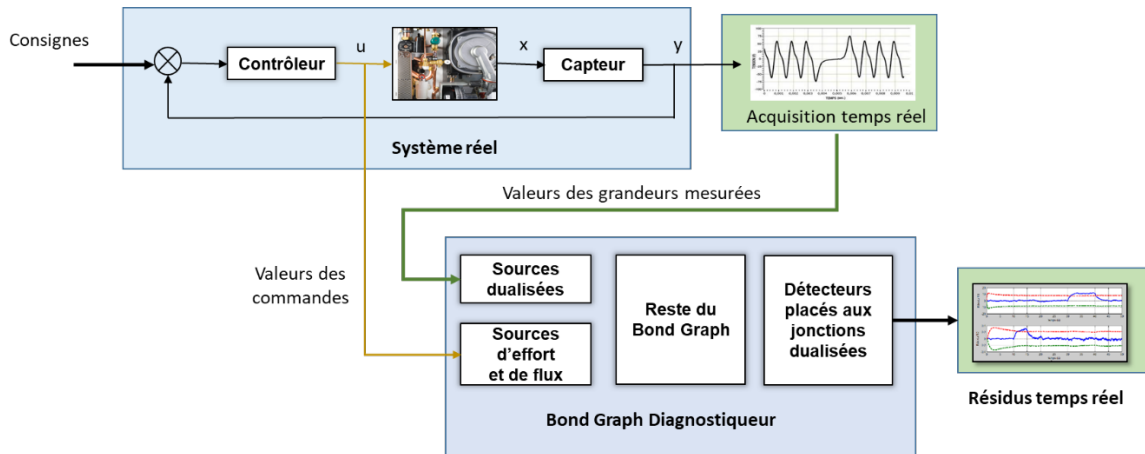 Consignes
Contrôleur
u
x
Capteur
y
Système réel
Acquisition temps réel
Valeurs des grandeurs mesurées
Valeurs des
commandes
Sources
dualisées
Sources
d'effort
et de flux
Reste du
Bond Graph
Détecteurs
placés aux
jonctions
dualisées
Bond Graph Diagnostiqueur
Résidus temps réel